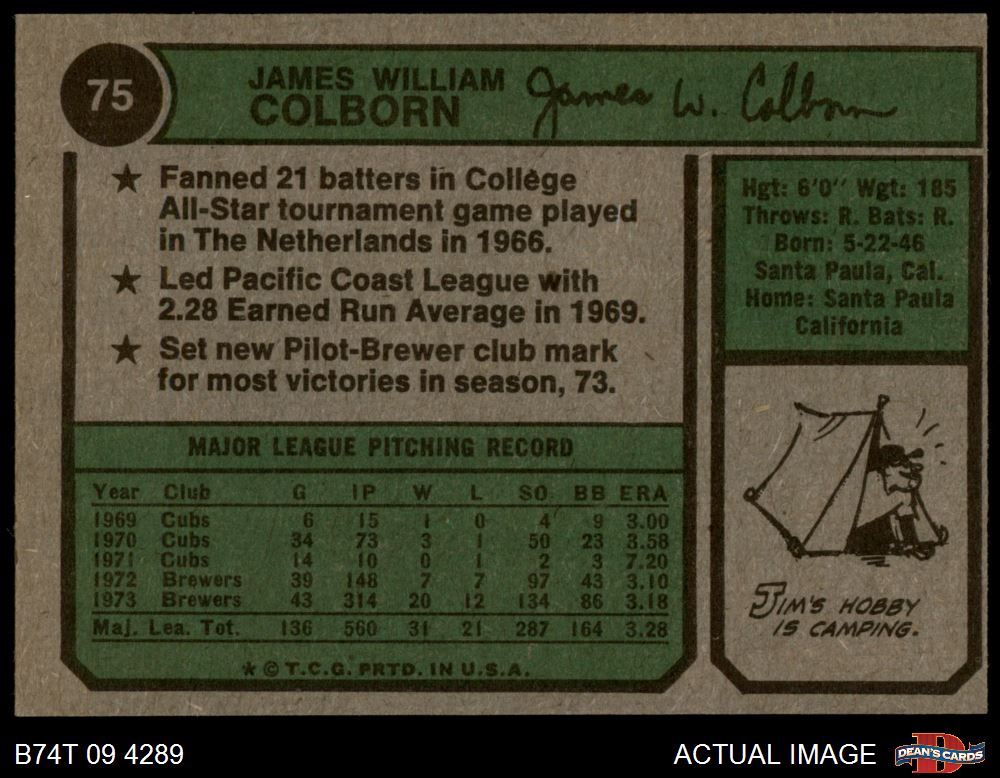 75
JAMES WILLIAM
COLBORN
James W. Colborn
★ Fanned 21 batters in College
All-Star tournament game played
in The Netherlands in 1966.
★ Led Pacific Coast League with
2.28 Earned Run Average in 1969.
★ Set new Pilot-Brewer club mark
for most victories in season, 73.
Hgt: 6'0" Wgt: 185
Throws: R. Bats: R.
Born: 5-22-46
Santa Paula, Cal.
Home: Santa Paula
California
MAJOR LEAGUE PITCHING RECORD
Year Club G IP W L SO BB ERA
1969 Cubs 6 15 1 0 4 9 3.00
1970 Cubs 34 73 3 1 50 23 3.58
1971 Cubs 14 10 0 1 2 3 7.20
1972 Brewers 39 148 7 7 97 43 3.10
1973 Brewers 43 314 20 12 134 86 3.18
Maj. Lea. Tot. 136 560 31 21 287 164 3.28
★ © T.C.G. PRTD. IN U.S.A.
JIM'S HOBBY
IS CAMPING.
B74T 09 4289
ACTUAL IMAGE
D
DEAN'S CARDS